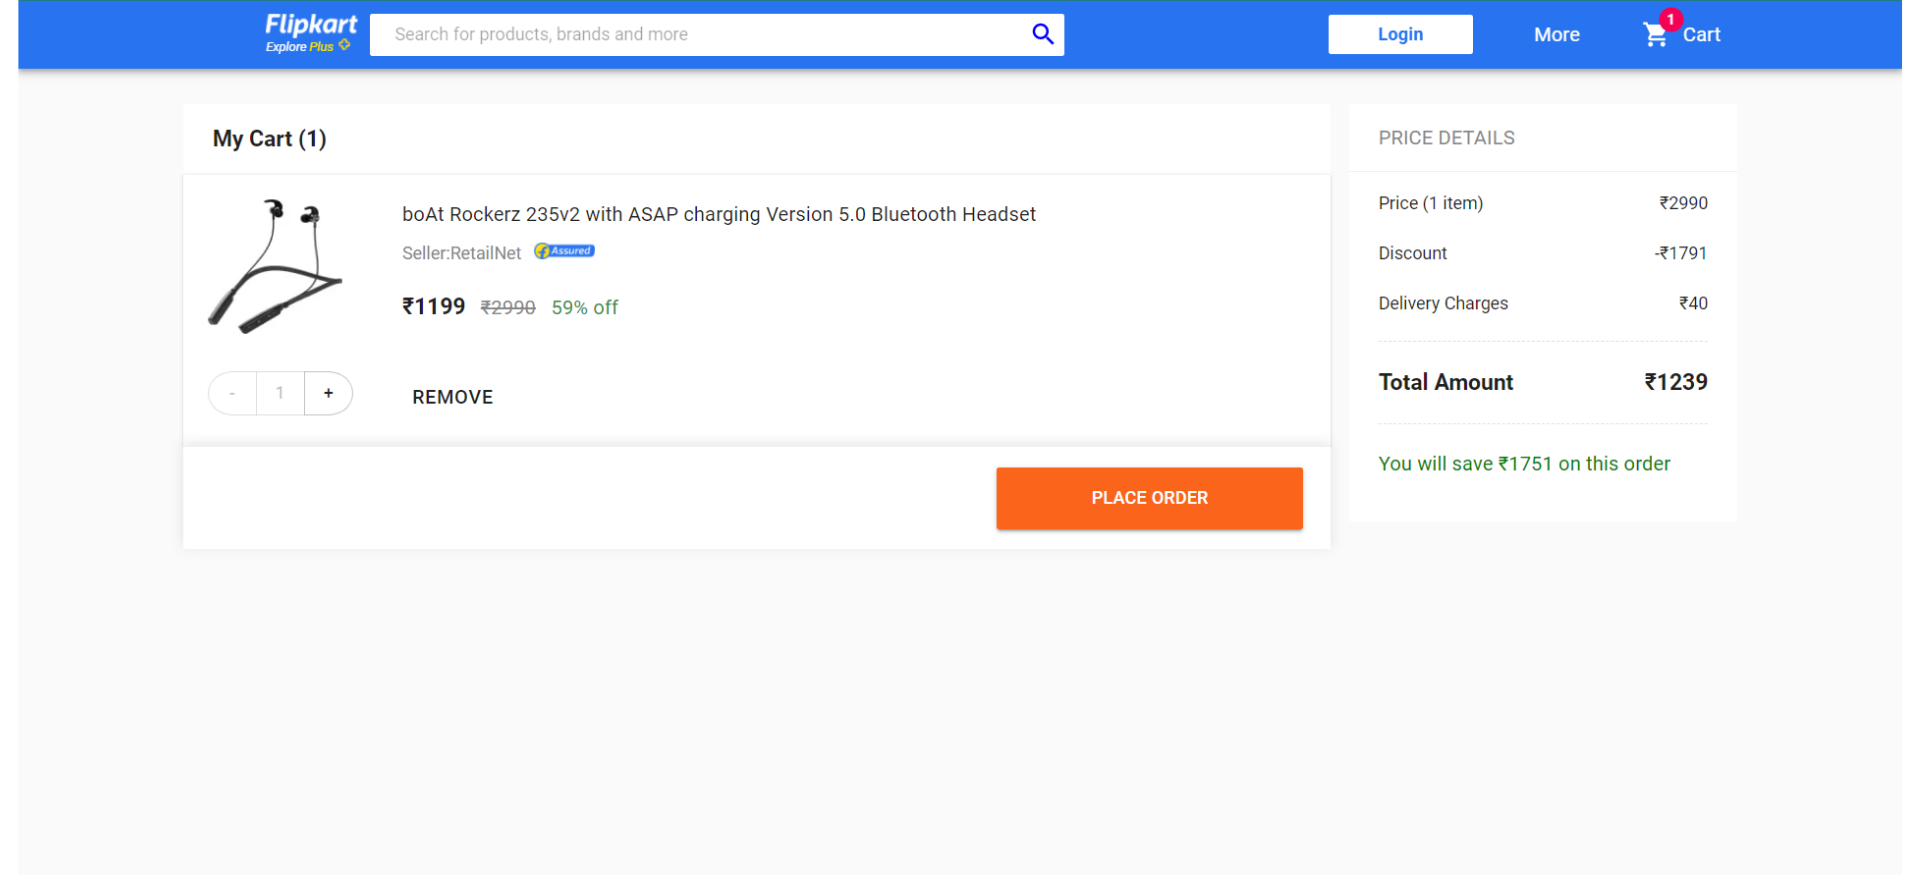 Flipkart
Explore Plus
Search for products, brands and more
Login
More
1
Cart
My Cart (1)
boAt Rockerz 235v2 with ASAP charging Version 5.0 Bluetooth Headset
Seller:RetailNet
f Assured
₹1199 ₹2990 59% off
- 1 +
REMOVE
PLACE ORDER
PRICE DETAILS
Price (1 item) ₹2990
Discount -₹1791
Delivery Charges ₹40
Total Amount ₹1239
You will save ₹1751 on this order